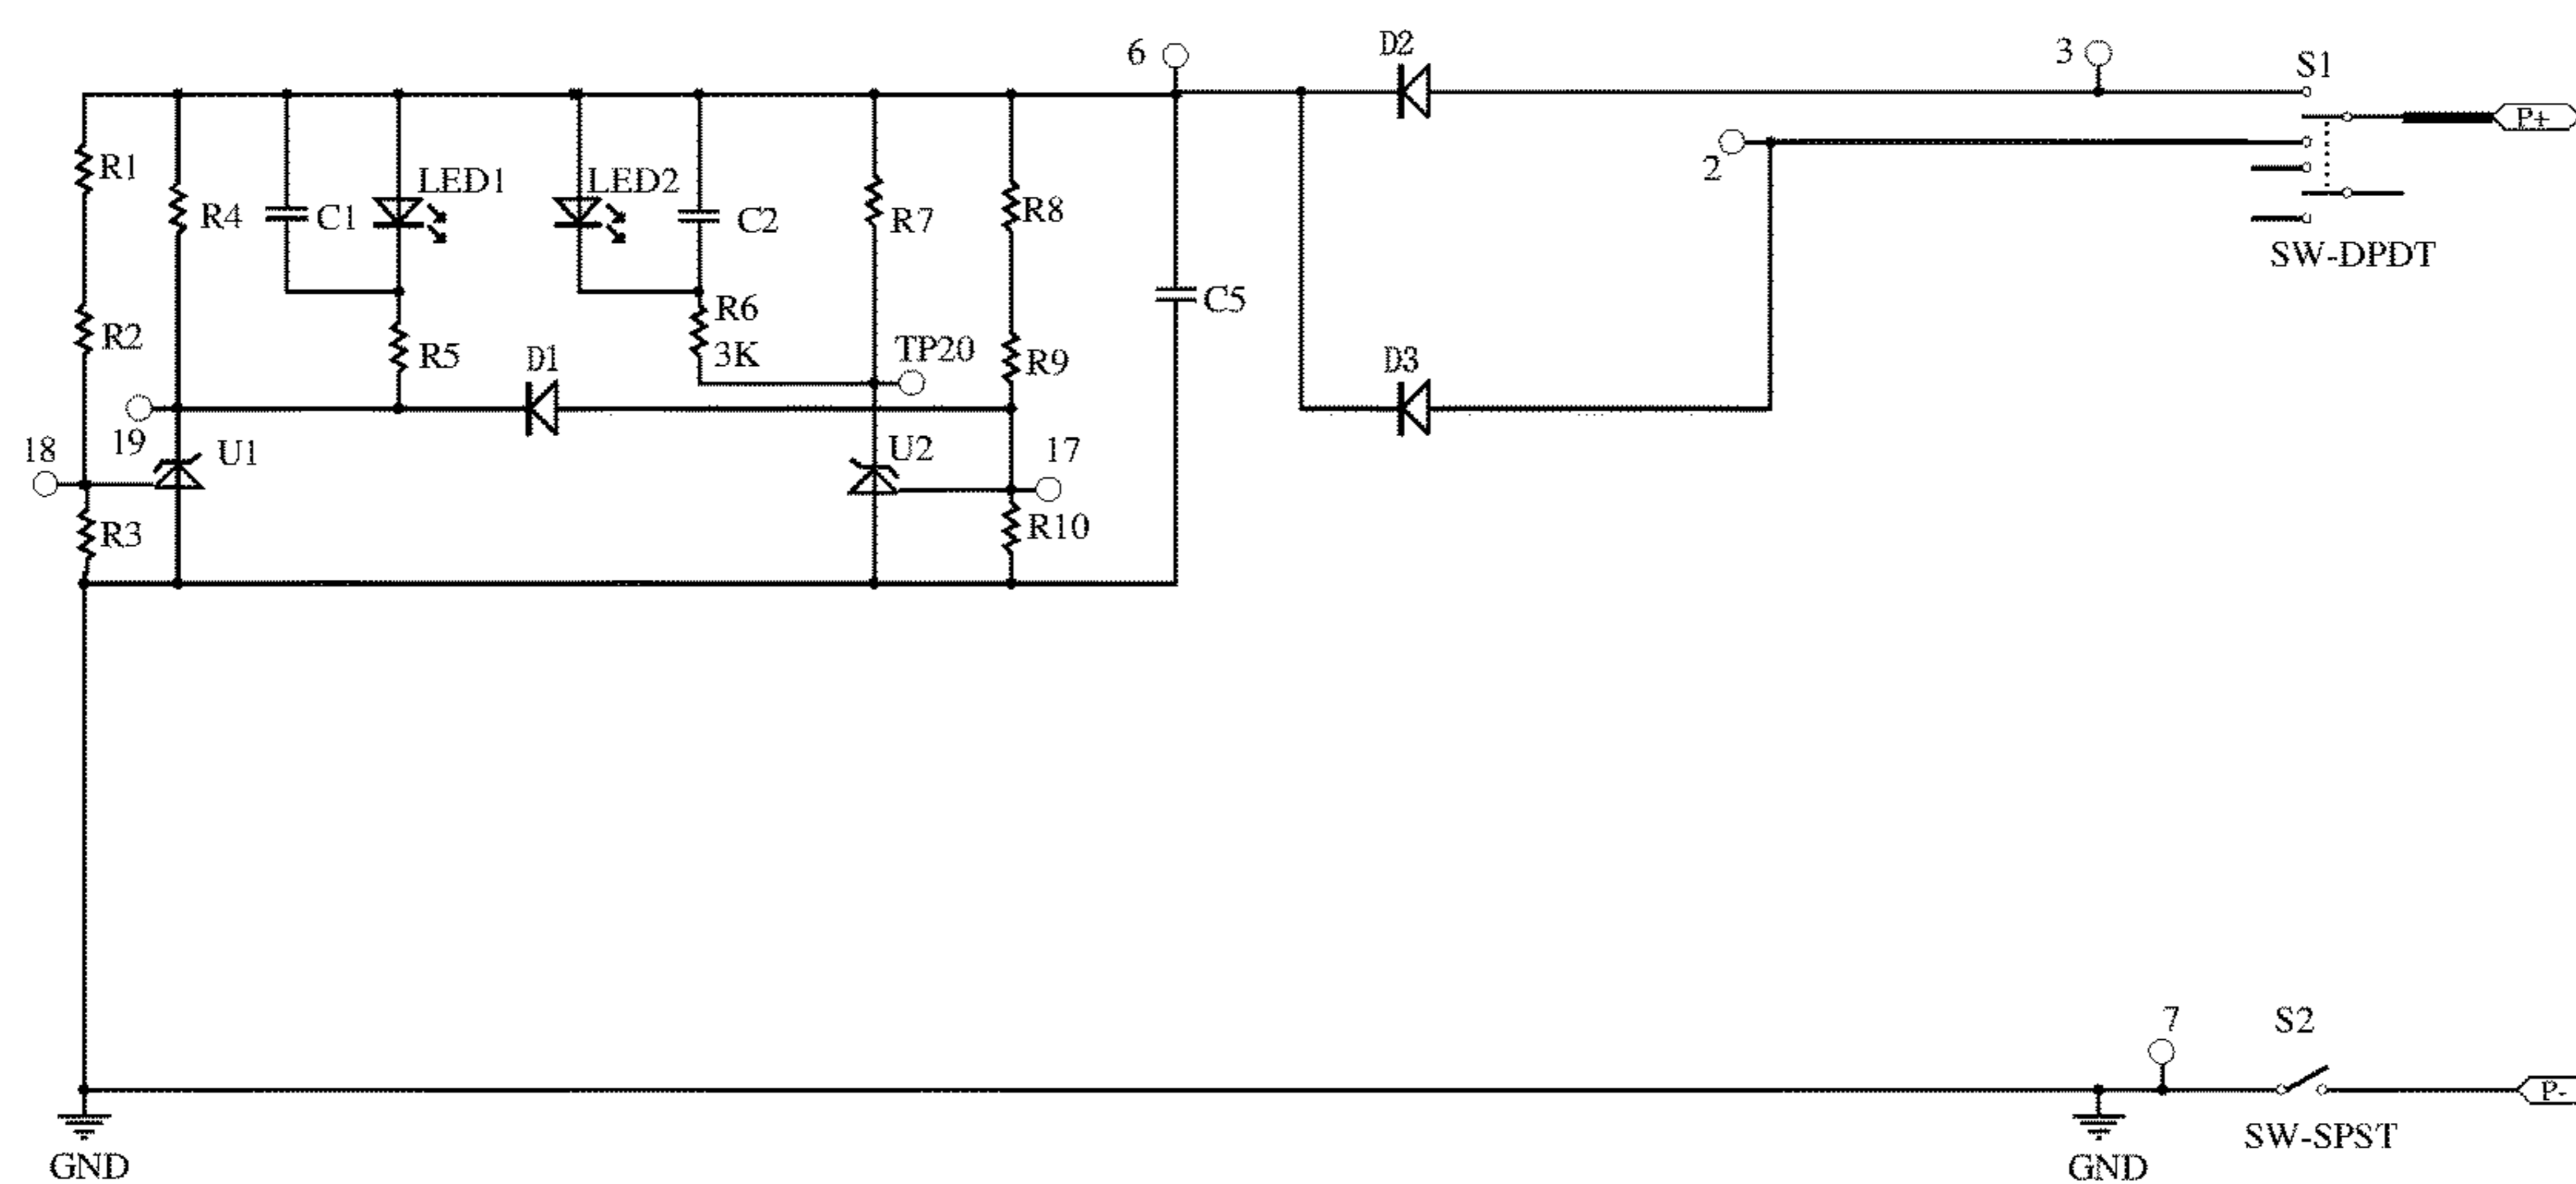 6
D2
3
S1
P+
2
R1
R4
C1
LED1
LED2
C2
R7
R8
SW-DPDT
C5
R2
R5
D1
R6
3K
TP20
R9
D3
18
19
U1
U2
17
R3
R10
7
S2
P-
GND
GND
SW-SPST